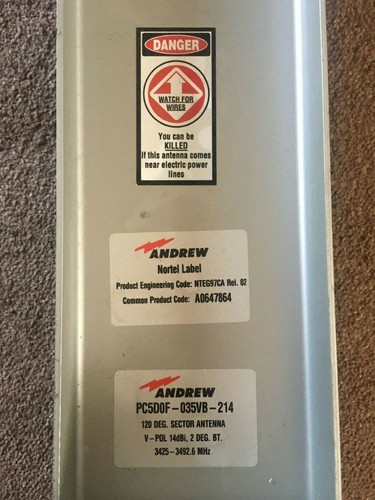 DANGER
WATCH FOR
WIRES
You can be
KILLED
if this antenna comes
near electric power
lines
ANDREW
Nortel Label
Product Engineering Code: NTEG97CA Rel. 02
Common Product Code: A0647864
ANDREW
PC5D0F-035VB-214
120 DEG. SECTOR ANTENNA
V-POL 14dBi, 2 DEG. BT.
3425-3492.6 MHz